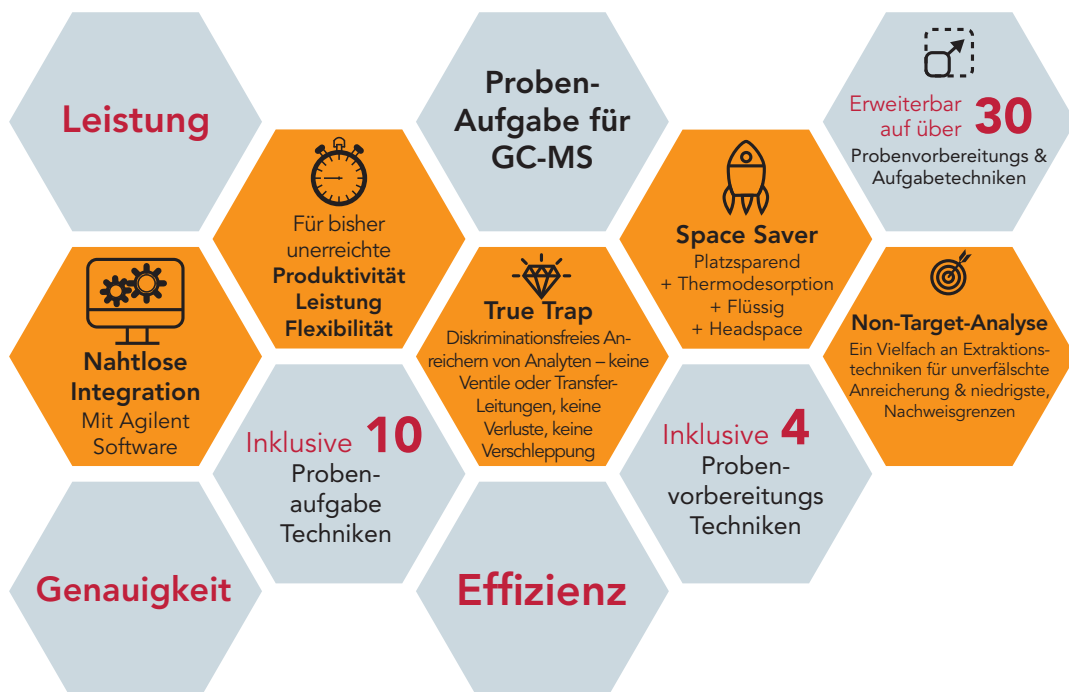 Leistung
Proben-
Aufgabe für
GC-MS
Erweiterbar
auf über 30
Probenvorbereitungs &
Aufgabetechniken
Für bisher
unerreichte
Produktivität
Leistung
Flexibilität
Space Saver
Platzsparend
+ Thermodesorption
+ Flüssig
+ Headspace
Nahtlose
Integration
Mit Agilent
Software
True Trap
Diskriminationsfreies An-
reichern von Analyten – keine
Ventile oder Transfer-
Leitungen, keine
Verluste, keine
Verschleppung
Non-Target-Analyse
Ein Vielfach an Extraktions-
techniken für unverfälschte
Anreicherung & niedrigste,
Nachweisgrenzen
Inklusive 10
Proben-
aufgabe
Techniken
Inklusive 4
Proben-
vorbereitungs
Techniken
Genauigkeit
Effizienz